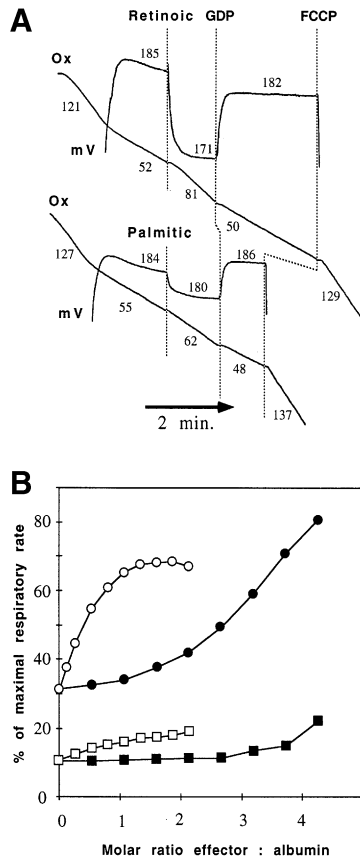 A
Retinoic GDP FCCP
Ox
185
182
121
mV
52
171
81
Ox
50
Palmitic
127
184
186
180
mV
129
55
62
48
2 min.
137
B
80
60
40
20
0
0 1 2 3 4
% of maximal respiratory rate
Molar ratio effector : albumin